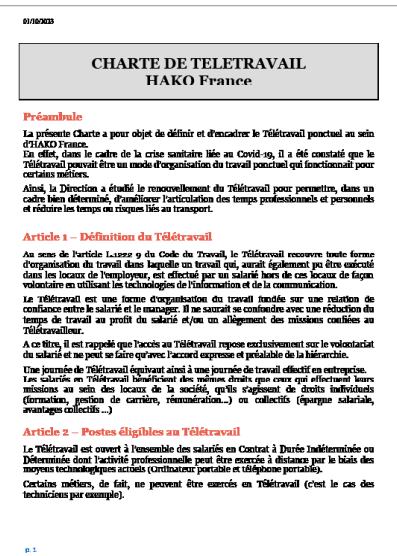 01/10/2023
CHARTE DE TELETRAVAIL
HAKO France
Préambule
La présente Charte a pour objet de définir et d'encadrer le Télétravail ponctuel au sein
d'HAKO France.
En effet, dans le cadre de la crise sanitaire liée au Covid-19, il a été constaté que le
Télétravail pouvait être un mode d'organisation du travail ponctuel qui fonctionnait pour
certains métiers.
Ainsi, la Direction a étudié le renouvellement du Télétravail pour permettre, dans un
cadre bien déterminé, d'améliorer l'articulation des temps professionnels et personnels
et réduire les temps ou risques liés au transport.
Article 1 – Définition du Télétravail
Au sens de l'article L.1222-9 du Code du Travail, le Télétravail recouvre toute forme
d'organisation du travail dans laquelle un travail qui, aurait également pu être exécuté
dans les locaux de l'employeur, est effectué par un salarié hors de ces locaux de façon
volontaire en utilisant les technologies de l'information et de la communication.
Le Télétravail est une forme d'organisation du travail fondée sur une relation de
confiance entre le salarié et le manager. Il ne saurait se confondre avec une réduction du
temps de travail au profit du salarié et/ou un allègement des missions confiées au
Télétravailleur.
A ce titre, il est rappelé que l'accès au Télétravail repose exclusivement sur le volontariat
du salarié et ne peut se faire qu'avec l'accord expresse et préalable de la hiérarchie.
Une journée de Télétravail équivaut ainsi à une journée de travail effectif en entreprise.
Les salariés en Télétravail bénéficient des mêmes droits que ceux qui effectuent leurs
missions au sein des locaux de la société, qu'ils s'agissent de droits individuels
(formation, gestion de carrière, rémunération...) ou collectifs (épargne salariale,
avantages collectifs ...)
Article 2 – Postes éligibles au Télétravail
Le Télétravail est ouvert à l'ensemble des salariés en Contrat à Durée Indéterminée ou
Déterminée dont l'activité professionnelle peut être exercée à distance par le biais des
moyens technologiques actuels (Ordinateur portable et téléphone portable).
Certains métiers, de fait, ne peuvent être exercés en Télétravail (c'est le cas des
techniciens par exemple).
p. 1